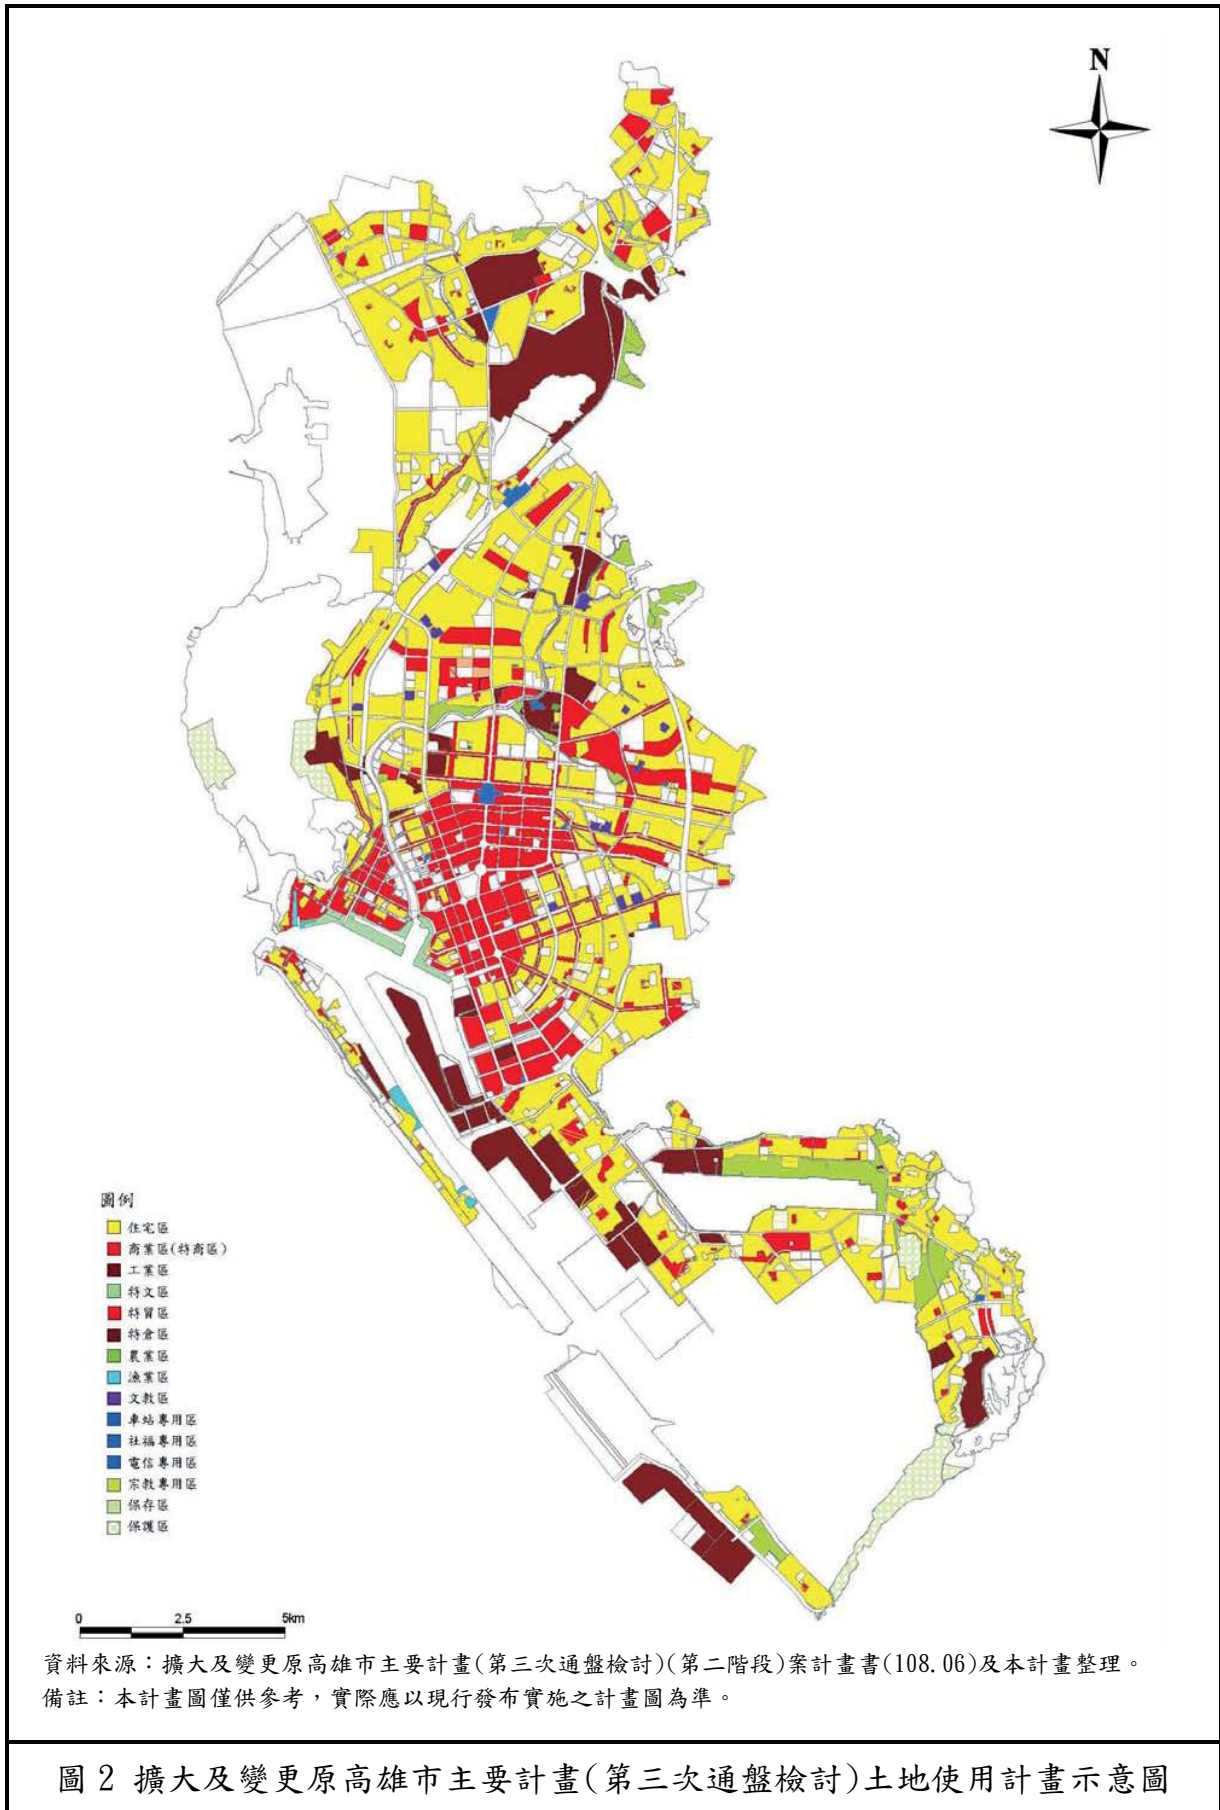 N
圖例
住宅區
商業區(特商區)
工業區
特文區
特貿區
特倉區
農業區
漁業區
文教區
車站專用區
社福專用區
電信專用區
宗教專用區
保存區
保護區
0 2.5 5km
資料來源：擴大及變更原高雄市主要計畫(第三次通盤檢討)(第二階段)案計畫書(108.06)及本計畫整理。
備註：本計畫圖僅供參考，實際應以現行發布實施之計畫圖為準。
圖 2 擴大及變更原高雄市主要計畫(第三次通盤檢討)土地使用計畫示意圖